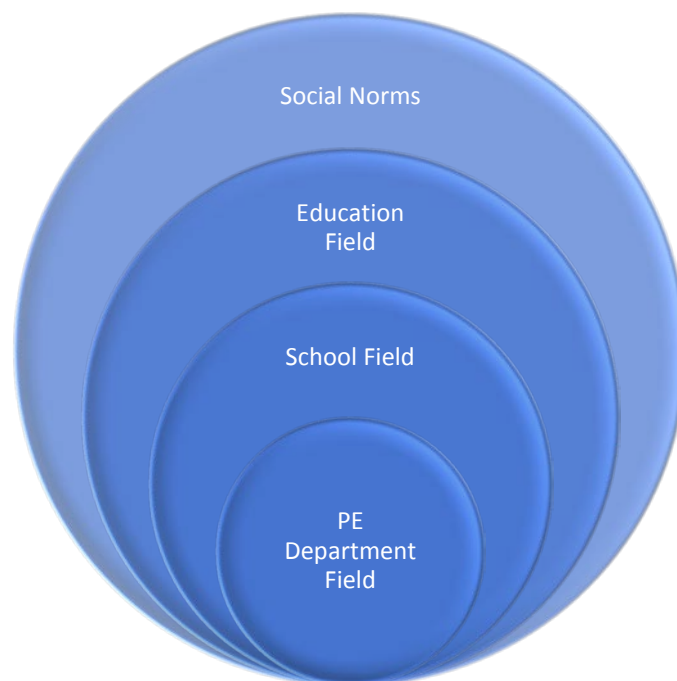 Social Norms
Education
Field
School Field
PE
Department
Field